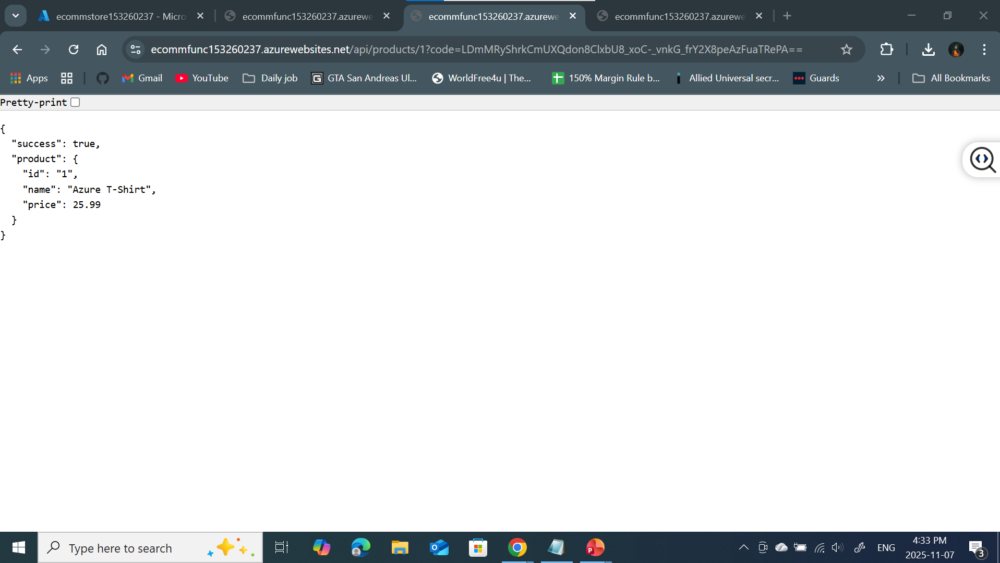 ecommstore153260237 - Micro
ecommfunc153260237.azurewe
ecommfunc153260237.azurewe
ecommfunc153260237.azurewe
ecommfunc153260237.azurewebsites.net/api/products/1?code=LDmMRyShrkCmUXQdon8ClxbU8_xoC-_vnkG_frY2X8peAzFuaTRePA==
Apps
Gmail
YouTube
Daily job
GTA San Andreas Ul...
WorldFree4u | The...
150% Margin Rule b...
Allied Universal secr...
Guards
All Bookmarks
Pretty-print
{
  "success": true,
  "product": {
    "id": "1",
    "name": "Azure T-Shirt",
    "price": 25.99
  }
}
Type here to search
ENG
4:33 PM
2025-11-07
3